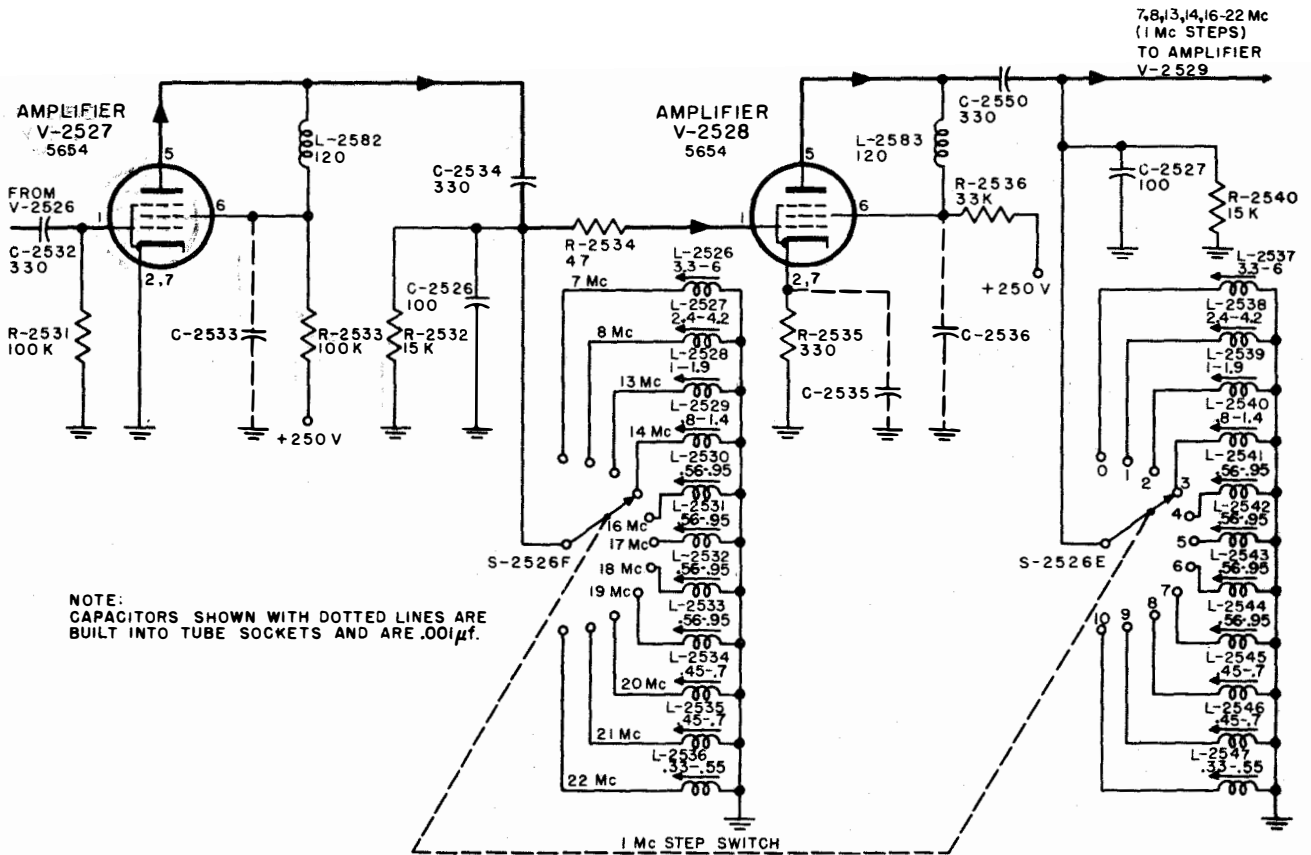 7,8,13,14,16-22 Mc
(1 Mc STEPS)
TO AMPLIFIER
V-2529
AMPLIFIER
V-2527
5654
5
L-2582
120
FROM
V-2526
1
6
C-2532
330
2,7
R-2531
100K
C-2533
R-2533
100K
+250 V
C-2534
330
R-2532
15K
C-2526
100
R-2534
47
AMPLIFIER
V-2528
5654
5
1
6
2,7
C-2550
330
L-2583
120
R-2536
33K
+250 V
R-2535
330
C-2535
C-2536
C-2527
100
R-2540
15K
L-2526
3.3-6
7 Mc
L-2527
2.4-4.2
8 Mc
L-2528
1-1.9
13 Mc
L-2529
.8-1.4
14 Mc
L-2530
.56-.95
16 Mc
L-2531
.56-.95
17 Mc
L-2532
.56-.95
18 Mc
L-2533
.56-.95
19 Mc
L-2534
.45-.7
20 Mc
L-2535
.45-.7
21 Mc
L-2536
.33-.55
22 Mc
S-2526F
L-2537
3.3-6
0
L-2538
2.4-4.2
1
L-2539
1-1.9
2
L-2540
.8-1.4
3
L-2541
.56-.95
4
L-2542
.56-.95
5
L-2543
.56-.95
6
L-2544
.56-.95
7
L-2545
.45-.7
8
L-2546
.45-.7
9
L-2547
.33-.55
10
S-2526E
NOTE:
CAPACITORS SHOWN WITH DOTTED LINES ARE
BUILT INTO TUBE SOCKETS AND ARE .001µf.
1 Mc STEP SWITCH